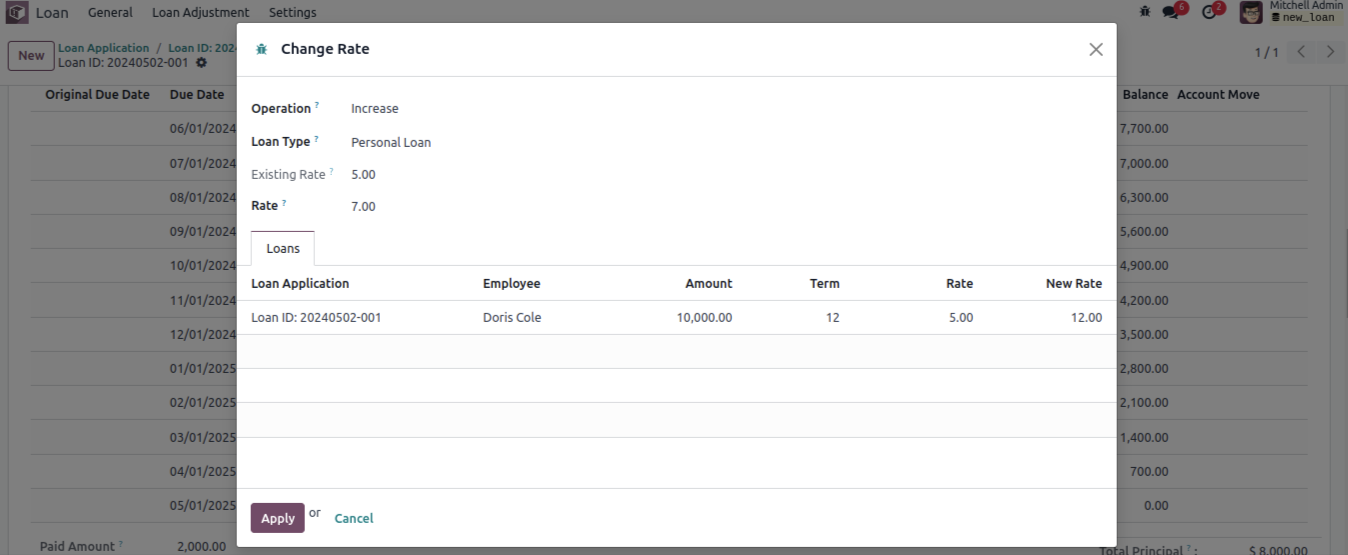 Loan General Loan Adjustment Settings 6 2 Mitchell Admin
new_loan
New Loan Application / Loan ID: 202 1 / 1
Loan ID: 20240502-001
Change Rate
Original Due Date Due Date Balance Account Move
Operation ? Increase
06/01/2024 7,700.00
Loan Type ? Personal Loan
07/01/2024 7,000.00
Existing Rate ? 5.00
08/01/2024 6,300.00
Rate ? 7.00
09/01/2024 5,600.00
Loans
10/01/2024 4,900.00
Loan Application Employee Amount Term Rate New Rate
11/01/2024 4,200.00
Loan ID: 20240502-001 Doris Cole 10,000.00 12 5.00 12.00
12/01/2024 3,500.00
01/01/2025 2,800.00
02/01/2025 2,100.00
03/01/2025 1,400.00
04/01/2025 700.00
05/01/2025 0.00
Apply or Cancel
Paid Amount ? 2,000.00 Total Principal ? : $ 8,000.00